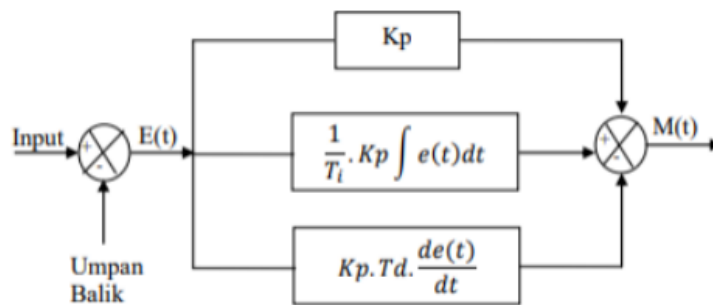 Kp
Input
+
-
E(t)
1/T_i . Kp ∫ e(t)dt
+
-
M(t)
Umpan
Balik
Kp.Td. de(t)/dt